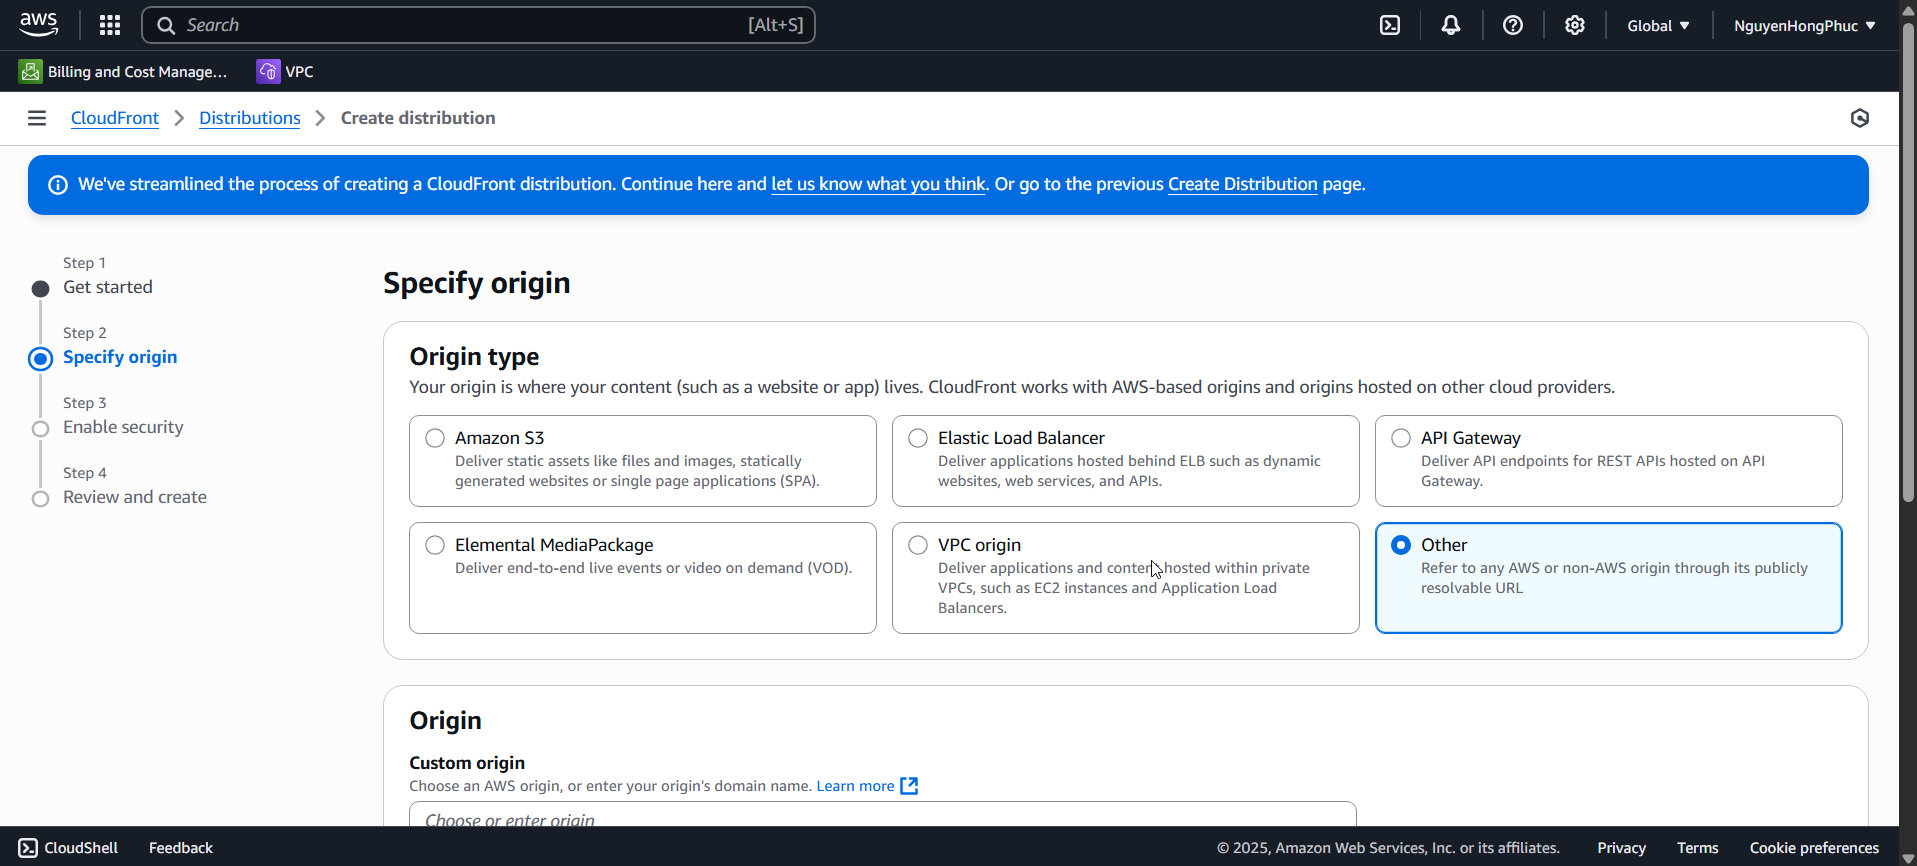 aws
Search [Alt+S]
Global
NguyenHongPhuc
Billing and Cost Manage...
VPC
CloudFront
Distributions
Create distribution
We've streamlined the process of creating a CloudFront distribution. Continue here and let us know what you think. Or go to the previous Create Distribution page.
Step 1
Get started
Step 2
Specify origin
Step 3
Enable security
Step 4
Review and create
Specify origin
Origin type
Your origin is where your content (such as a website or app) lives. CloudFront works with AWS-based origins and origins hosted on other cloud providers.
Amazon S3
Deliver static assets like files and images, statically
generated websites or single page applications (SPA).
Elastic Load Balancer
Deliver applications hosted behind ELB such as dynamic
websites, web services, and APIs.
API Gateway
Deliver API endpoints for REST APIs hosted on API
Gateway.
Elemental MediaPackage
Deliver end-to-end live events or video on demand (VOD).
VPC origin
Deliver applications and content hosted within private
VPCs, such as EC2 instances and Application Load
Balancers.
Other
Refer to any AWS or non-AWS origin through its publicly
resolvable URL
Origin
Custom origin
Choose an AWS origin, or enter your origin's domain name. Learn more
Choose or enter origin
CloudShell
Feedback
© 2025, Amazon Web Services, Inc. or its affiliates.
Privacy
Terms
Cookie preferences